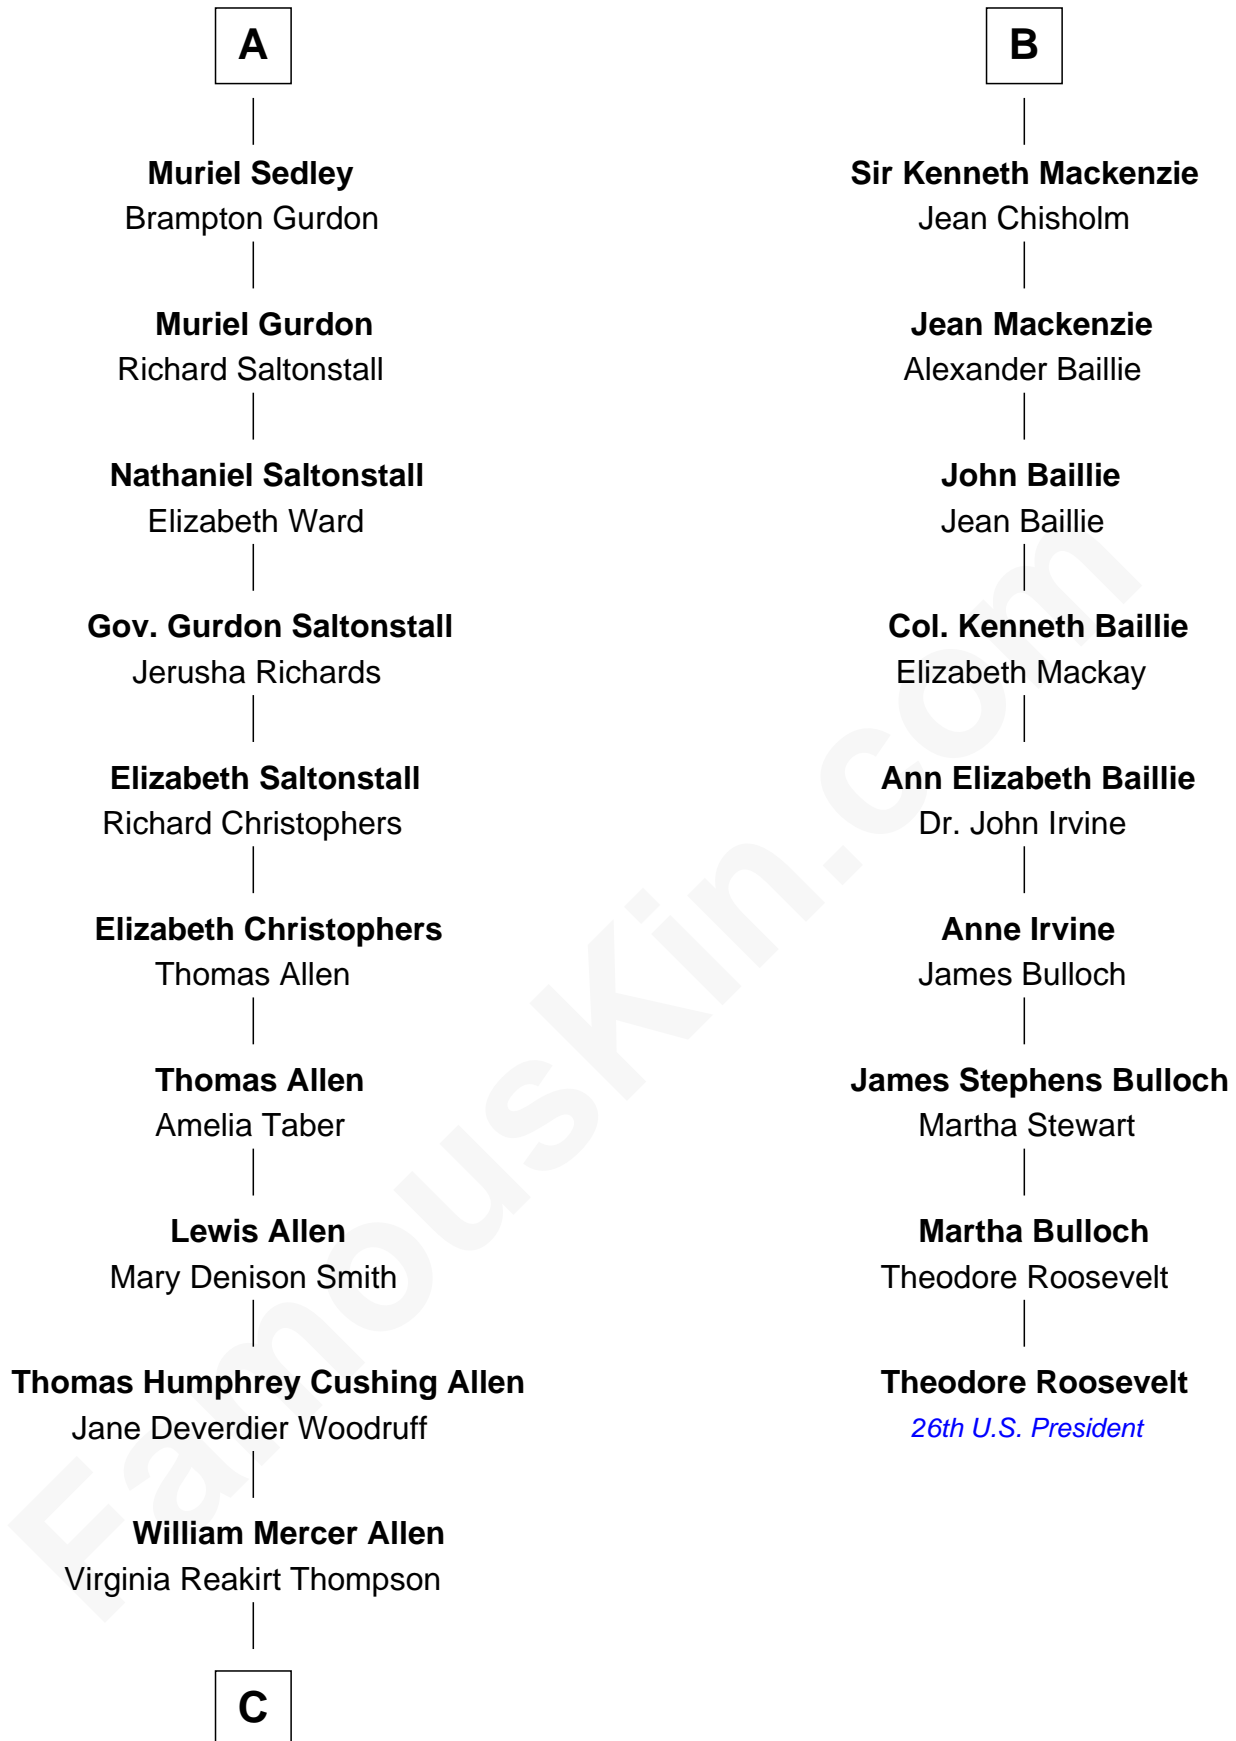 A
Muriel Sedley
Brampton Gurdon
Muriel Gurdon
Richard Saltonstall
Nathaniel Saltonstall
Elizabeth Ward
Gov. Gurdon Saltonstall
Jerusha Richards
Elizabeth Saltonstall
Richard Christophers
Elizabeth Christophers
Thomas Allen
Thomas Allen
Amelia Taber
Lewis Allen
Mary Denison Smith
Thomas Humphrey Cushing Allen
Jane Deverdier Woodruff
William Mercer Allen
Virginia Reakirt Thompson
C
B
Sir Kenneth Mackenzie
Jean Chisholm
Jean Mackenzie
Alexander Baillie
John Baillie
Jean Baillie
Col. Kenneth Baillie
Elizabeth Mackay
Ann Elizabeth Baillie
Dr. John Irvine
Anne Irvine
James Bulloch
James Stephens Bulloch
Martha Stewart
Martha Bulloch
Theodore Roosevelt
Theodore Roosevelt
26th U.S. President
FamousKin.com